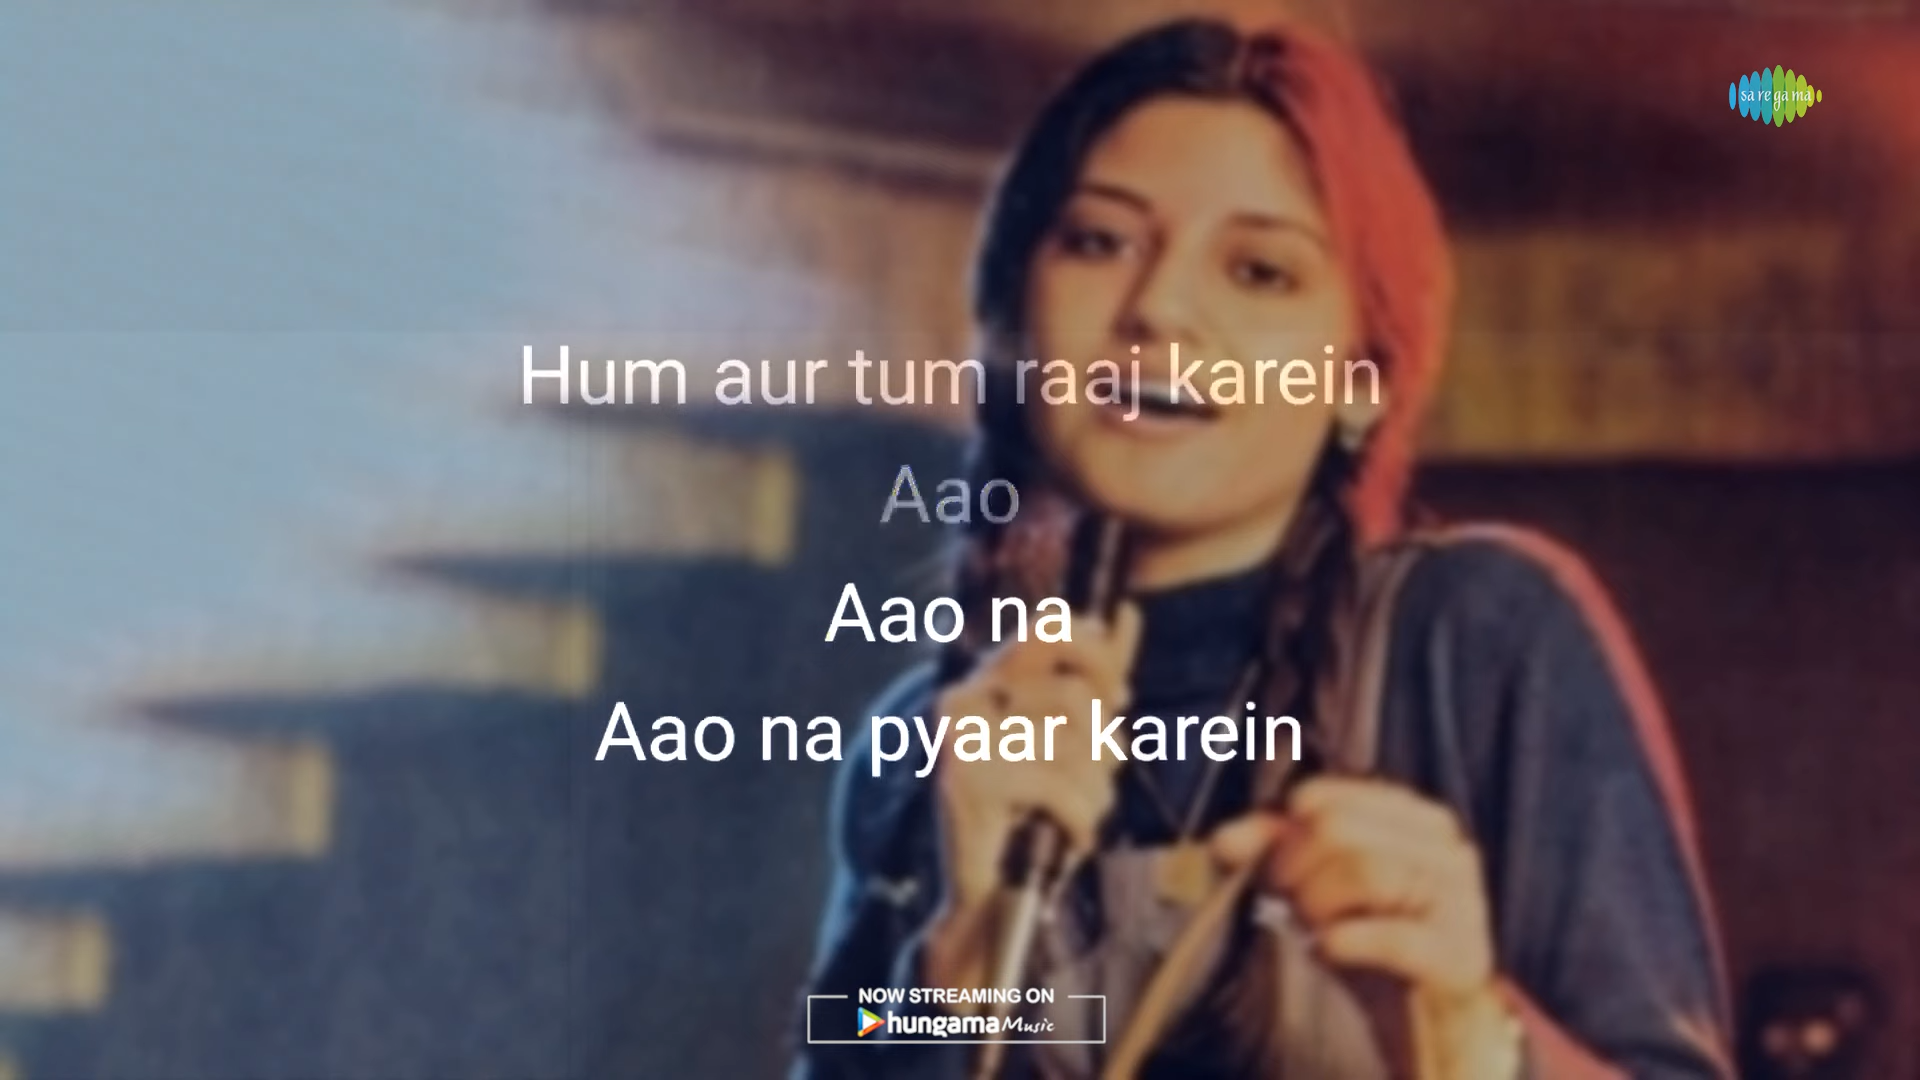 sa re ga ma
Hum aur tum raaj karein
Aao
Aao na
Aao na pyaar karein
NOW STREAMING ON
hungama Music